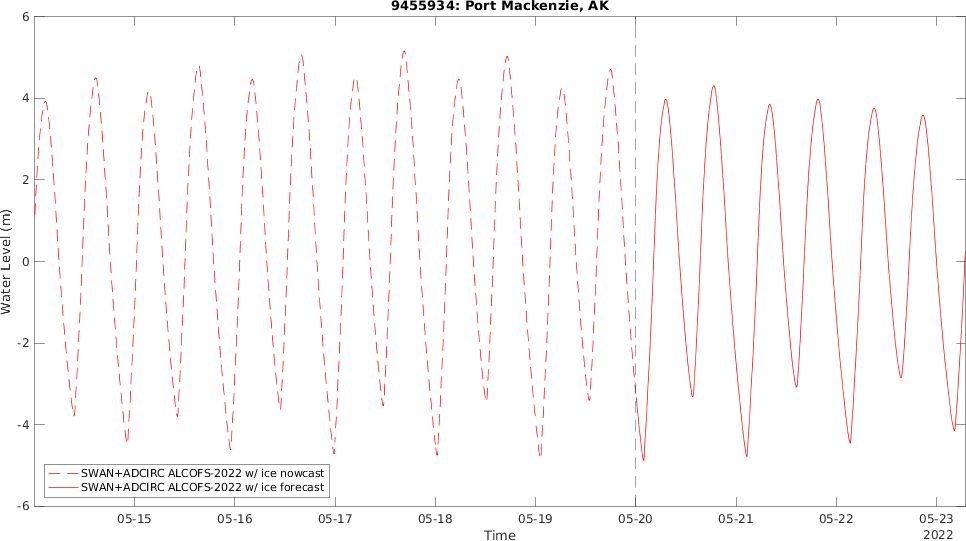 9455934: Port Mackenzie, AK
Water Level (m)
6
4
2
0
-2
-4
-6
SWAN+ADCIRC ALCOFS-2022 w/ ice nowcast
SWAN+ADCIRC ALCOFS-2022 w/ ice forecast
05-15 05-16 05-17 05-18 05-19 05-20 05-21 05-22 05-23
Time
2022